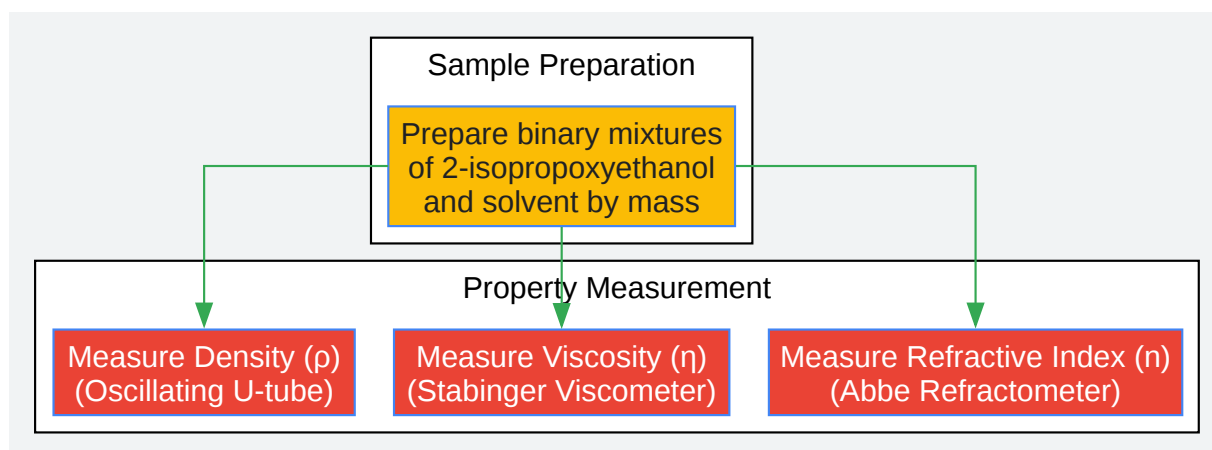 Sample Preparation
Prepare binary mixtures
of 2-isopropoxyethanol
and solvent by mass
Property Measurement
Measure Density (ρ)
(Oscillating U-tube)
Measure Viscosity (η)
(Stabinger Viscometer)
Measure Refractive Index (n)
(Abbe Refractometer)